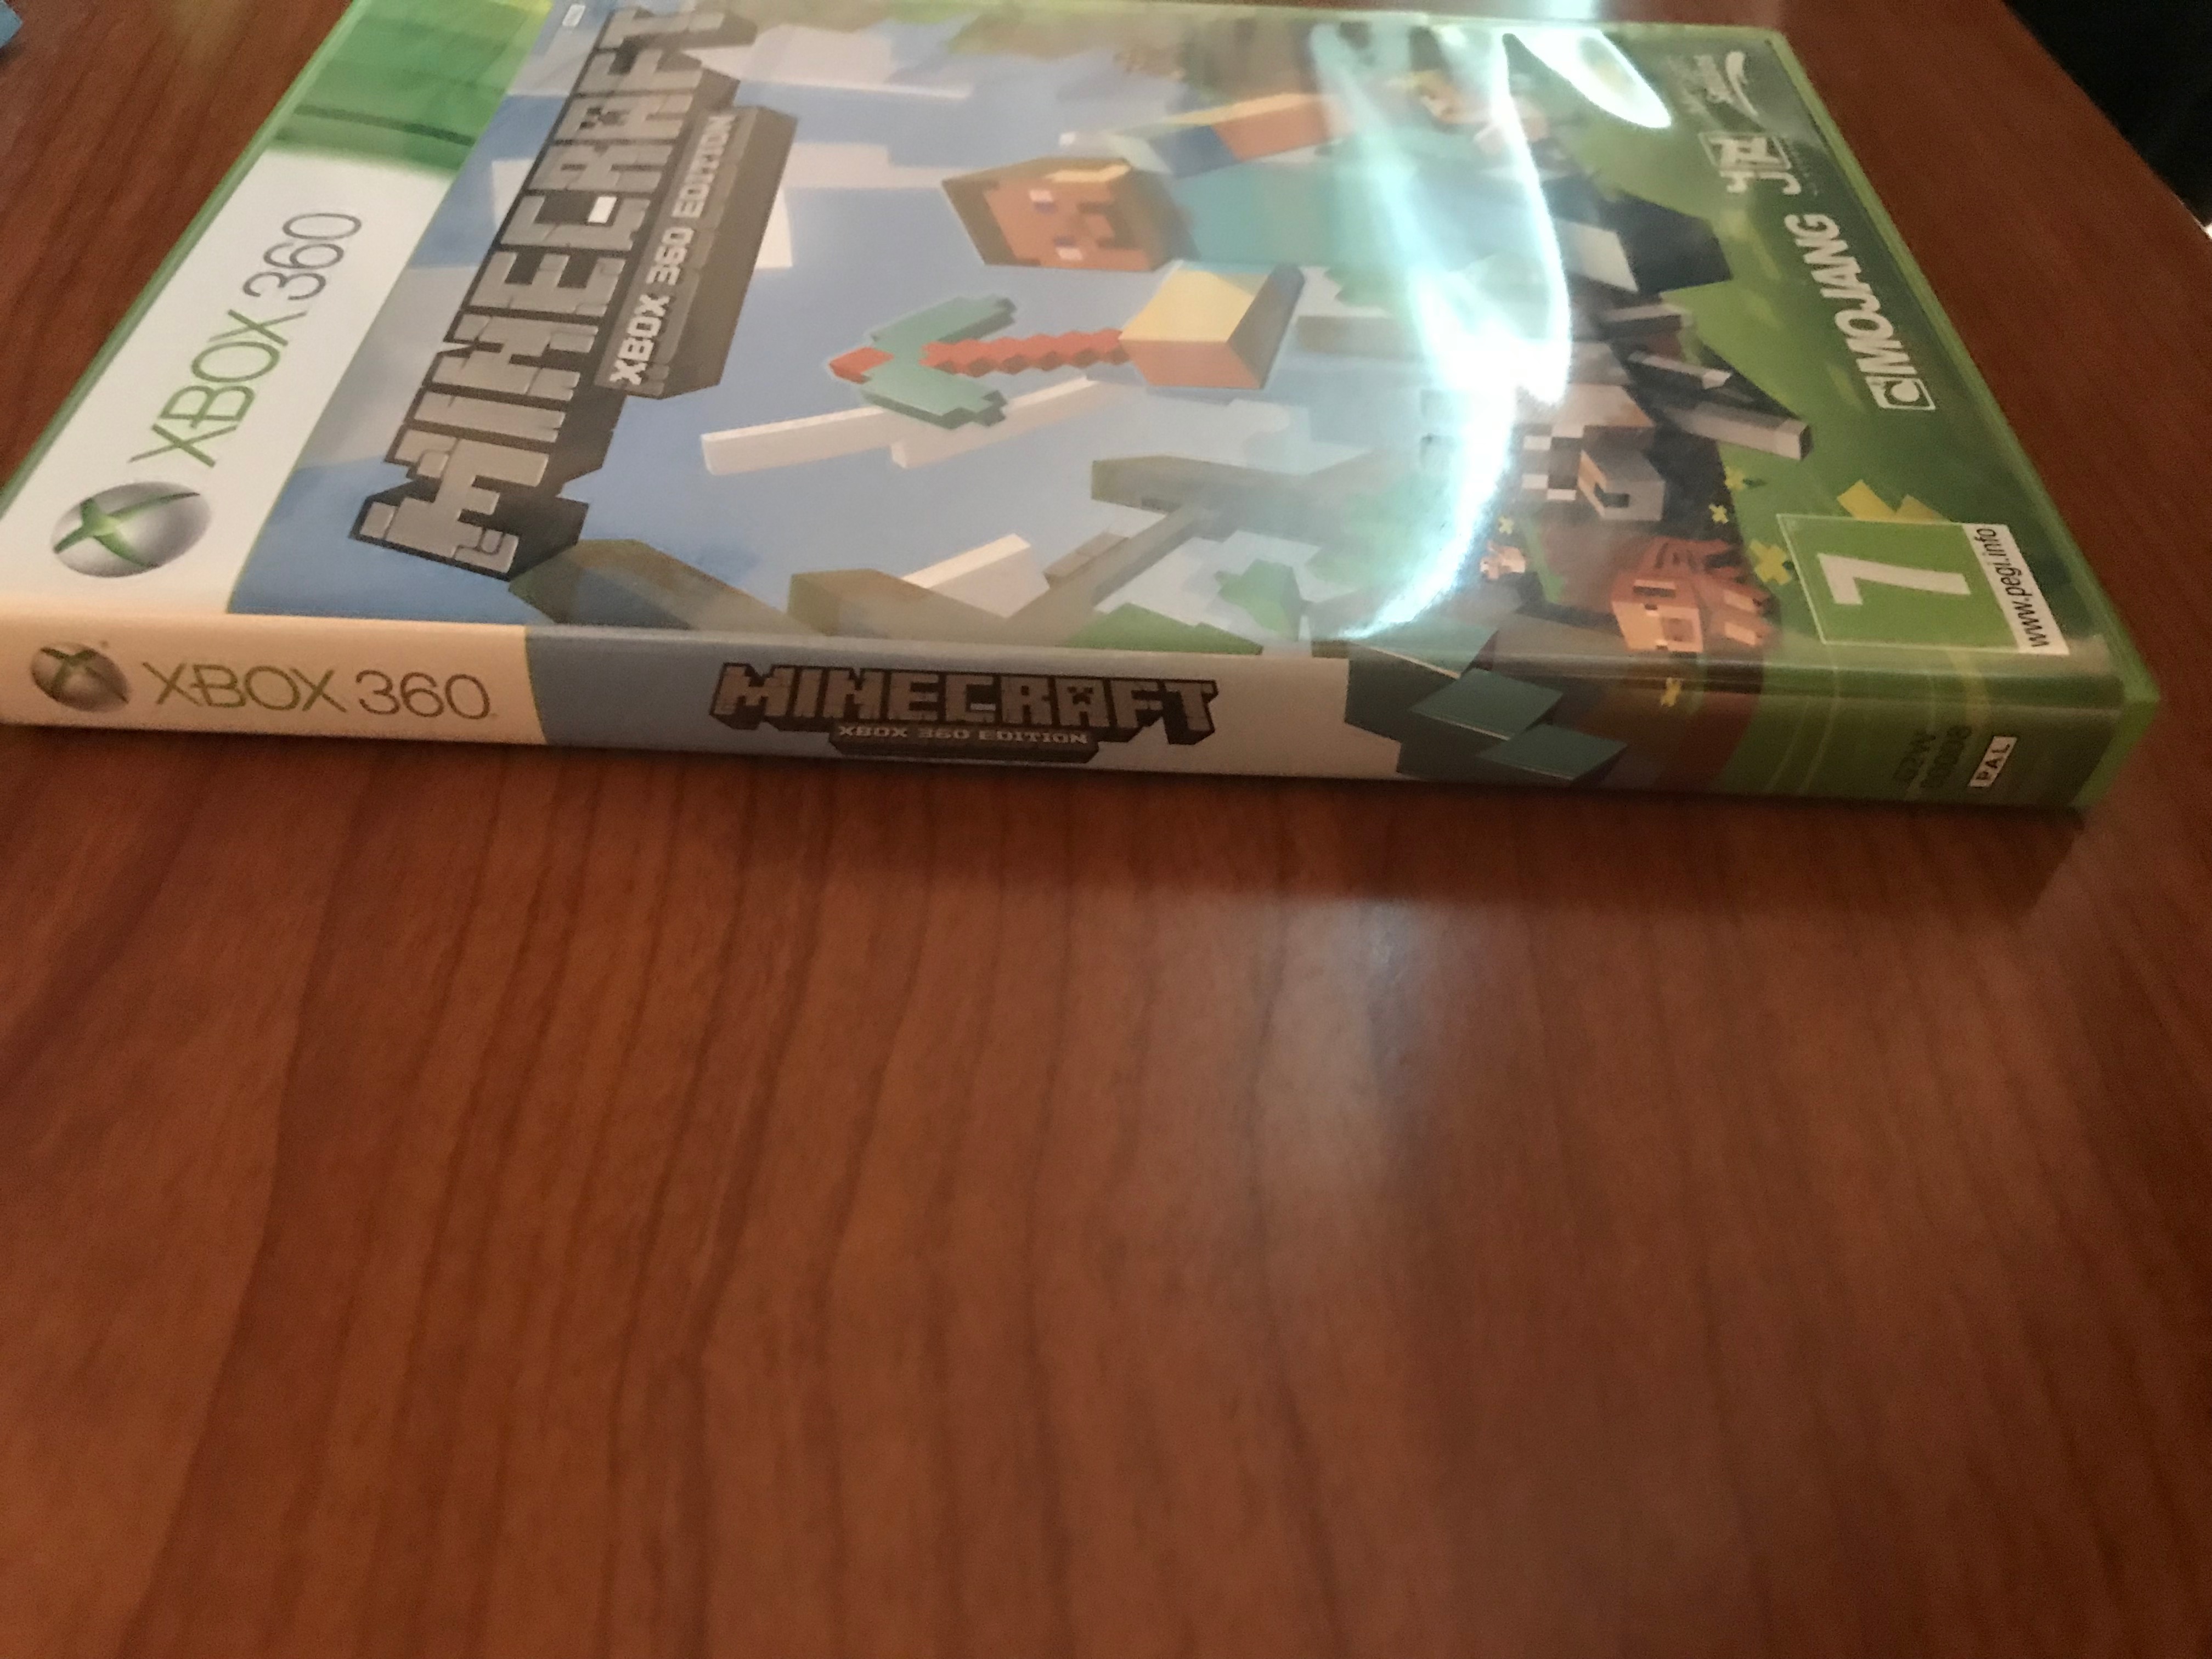 XBOX 360
MINECRAFT
XBOX 360 EDITION
MOJANG
7
www.pegi.info
XBOX 360
MINECRAFT
XBOX 360 EDITION
PAL